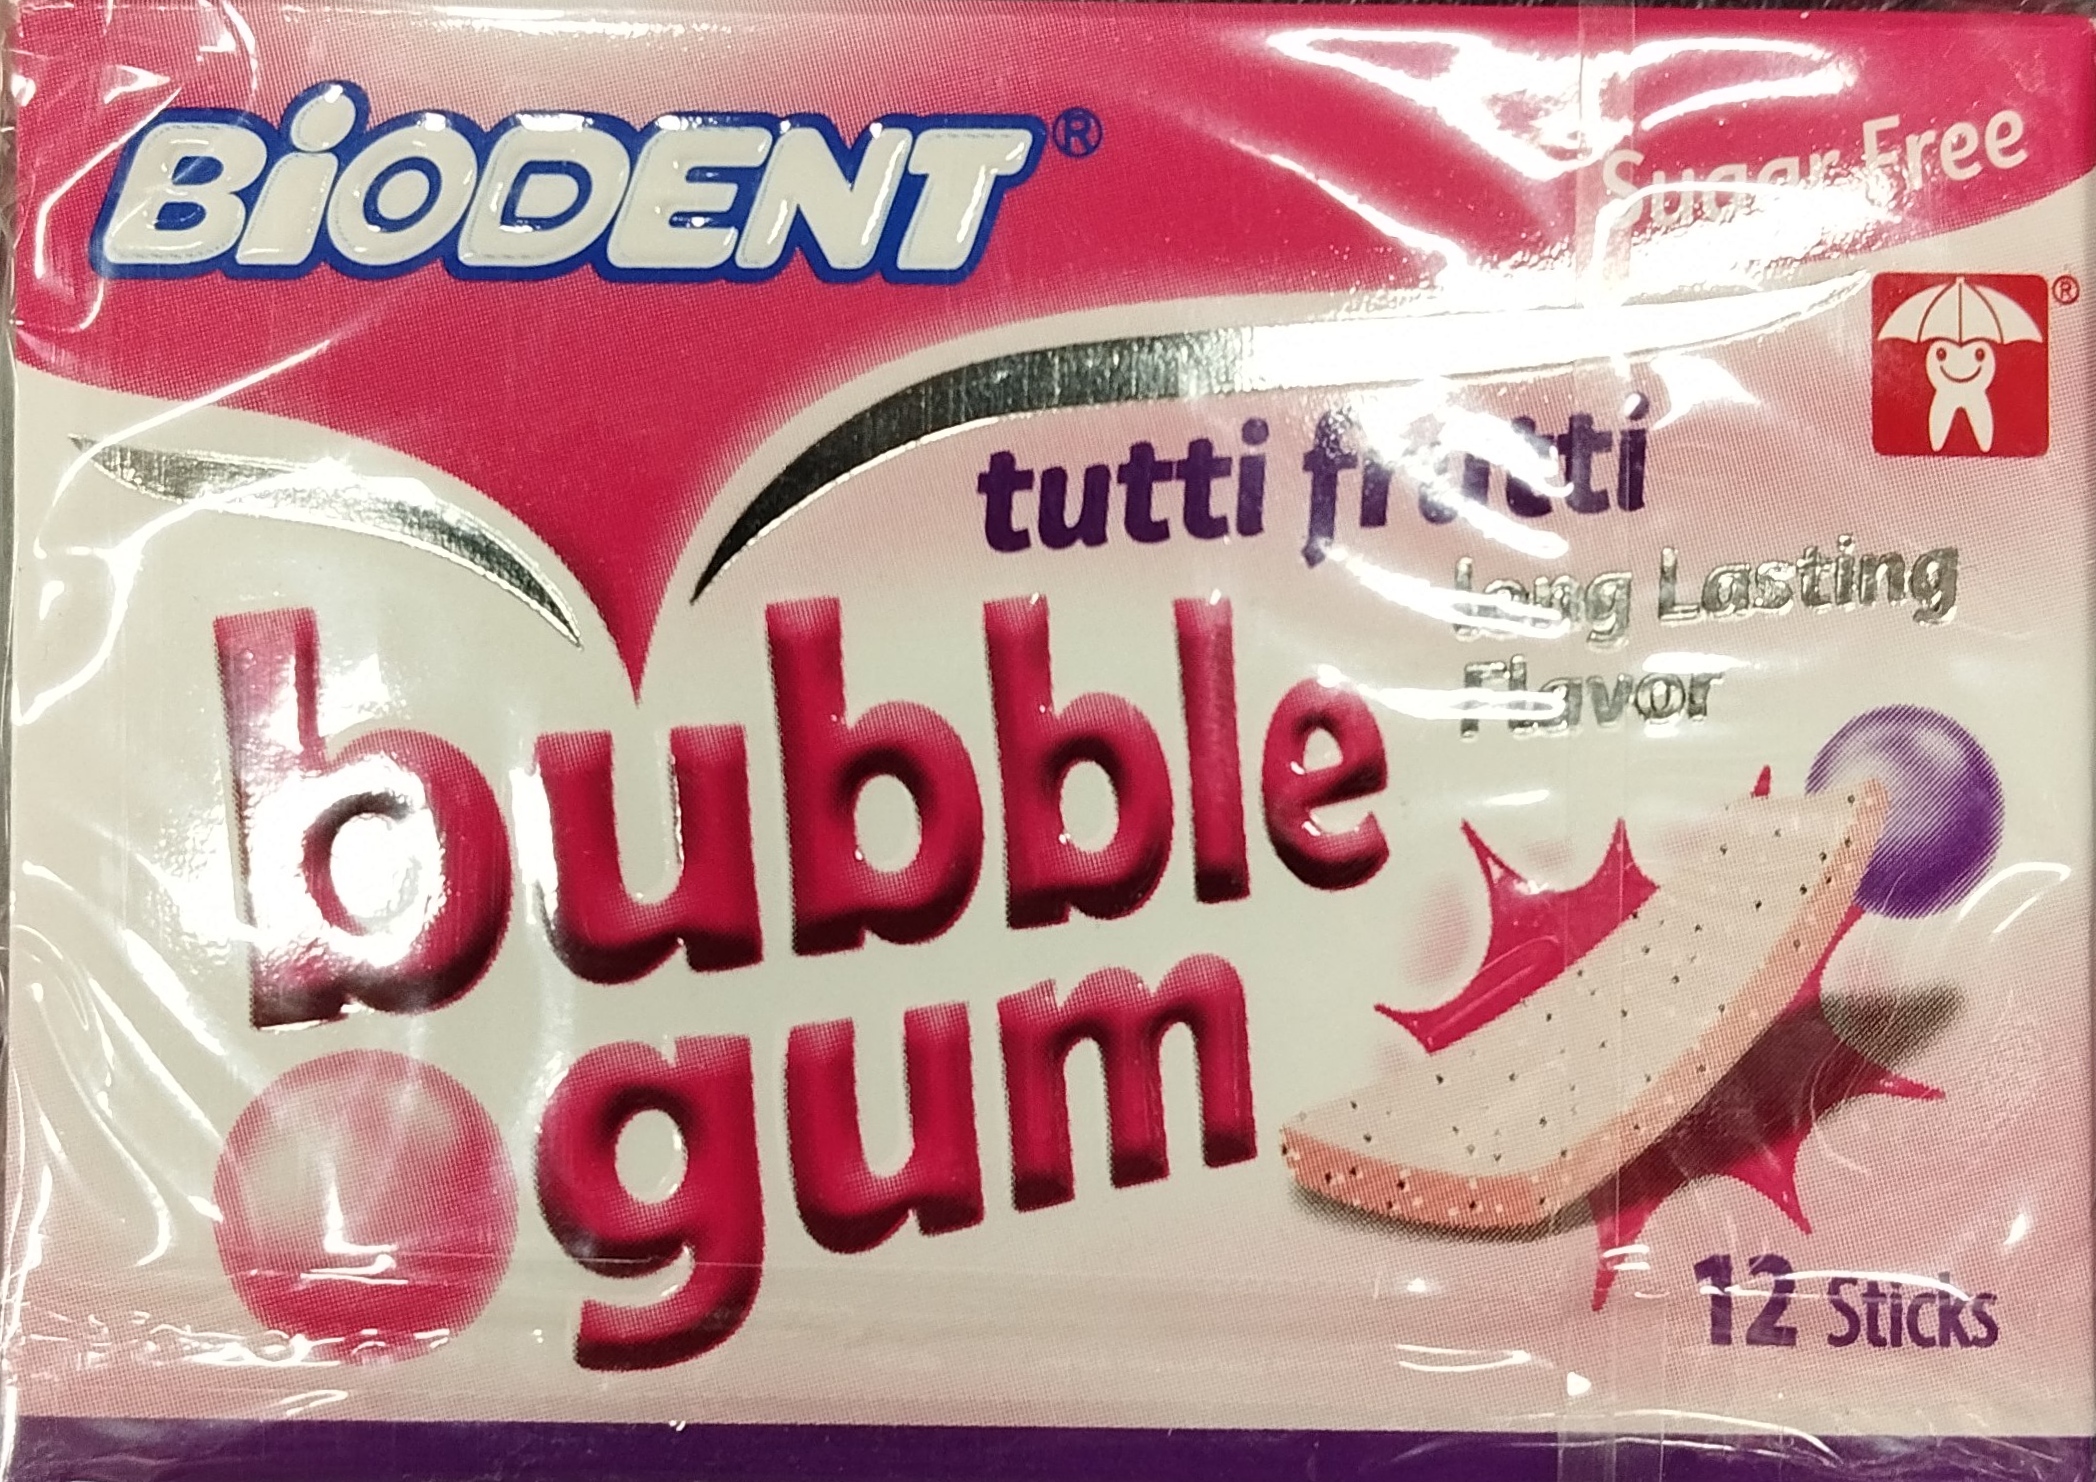 BiODENT®
Sugar Free
®
tutti frutti
Long Lasting
Flavor
bubble
gum
12 Sticks